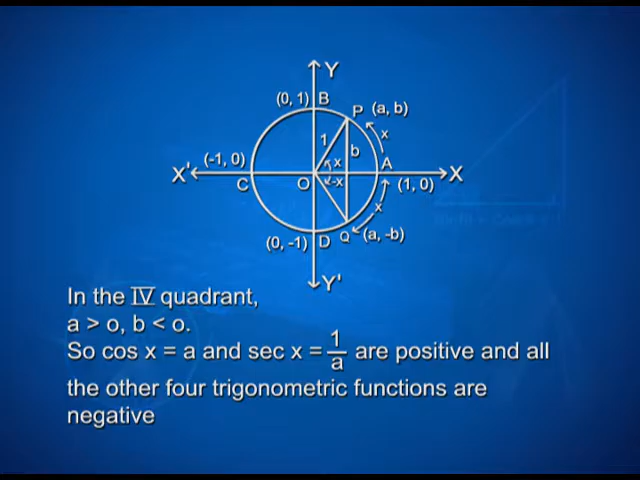 Y
(0, 1) B
P (a, b)
1
x
b
x
A
X'
(-1, 0)
X
C
O
-x
(1, 0)
x
(0, -1) D
Q (a, -b)
Y'
In the IV quadrant,
a > o, b < o.
So cos x = a and sec x = 1/a are positive and all
the other four trigonometric functions are
negative